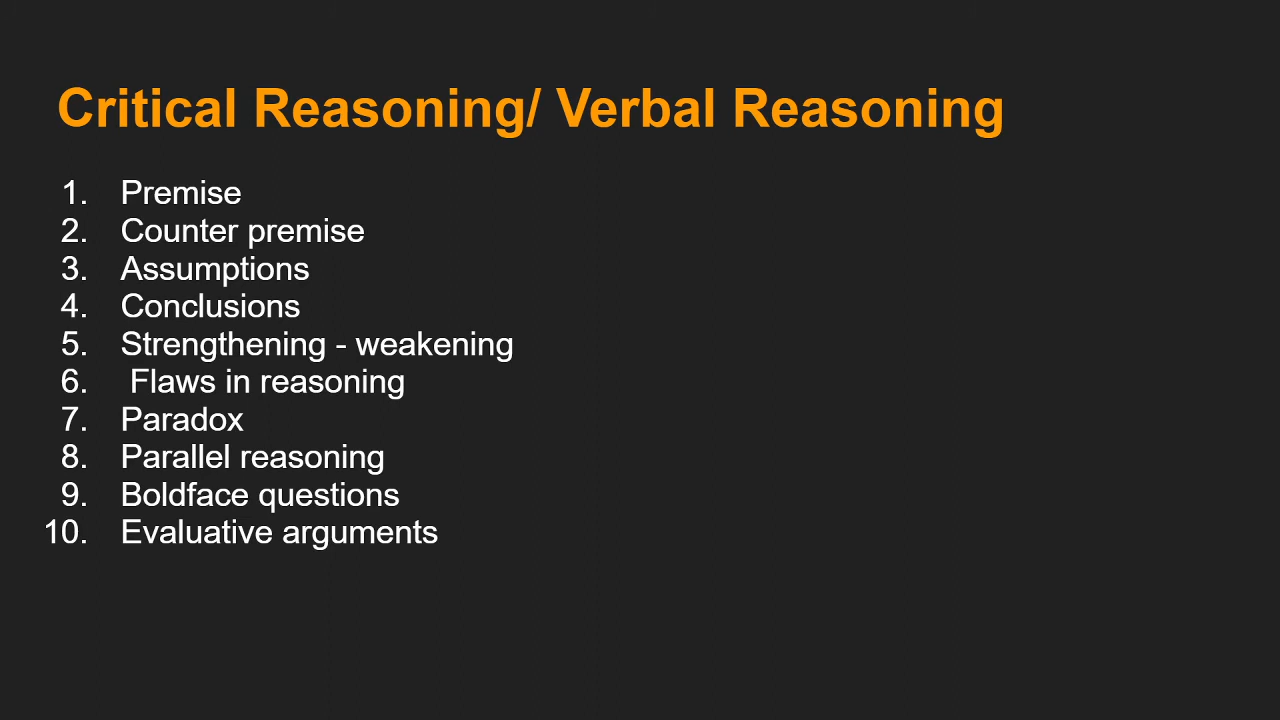 Critical Reasoning/ Verbal Reasoning
1. Premise
2. Counter premise
3. Assumptions
4. Conclusions
5. Strengthening - weakening
6. Flaws in reasoning
7. Paradox
8. Parallel reasoning
9. Boldface questions
10. Evaluative arguments